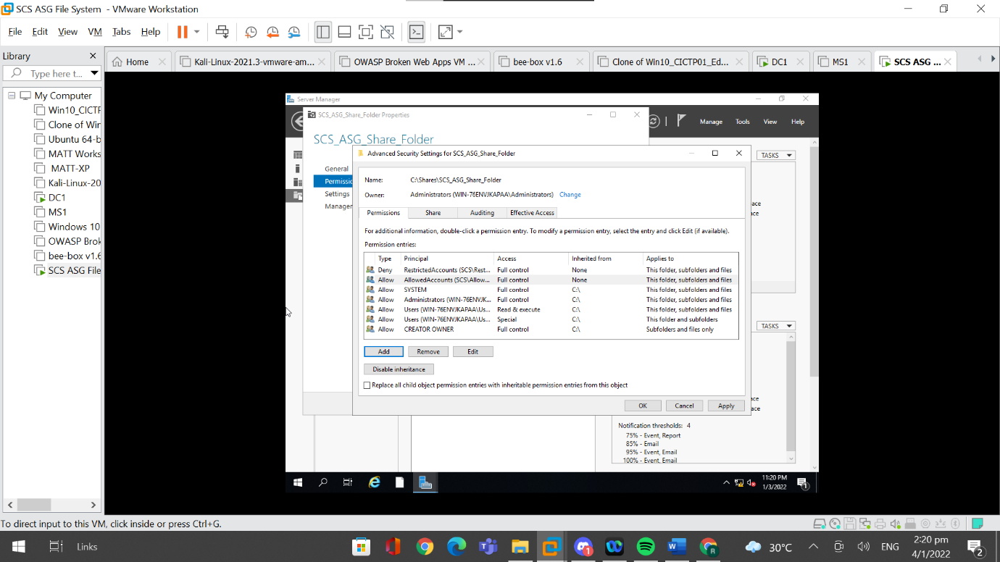 SCS ASG File System - VMware Workstation
File Edit View VM Tabs Help
Library
Type here t...
Home
Kali-Linux-2021.3-vmware-am...
OWASP Broken Web Apps VM ...
bee-box v1.6
Clone of Win10_CICTP01_Ed...
DC1
MS1
SCS ASG ...
My Computer
Win10_CICTP
Clone of Wir
Ubuntu 64-b
MATT Works
MATT-XP
Kali-Linux-20
DC1
MS1
Windows 10
OWASP Brok
bee-box v1.6
SCS ASG File
Server Manager
Manage Tools View Help
SCS_ASG_Share_Folder Properties
SCS_ASG_Share_Folder
General
Permissic
Settings
Manager
TASKS
ace
ce
TASKS
ce
ace
Advanced Security Settings for SCS_ASG_Share_Folder
Name: C:\Shares\SCS_ASG_Share_Folder
Owner: Administrators (WIN-76ENVJKAPAA\Administrators) Change
Permissions Share Auditing Effective Access
For additional information, double-click a permission entry. To modify a permission entry, select the entry and click Edit (if available).
Permission entries:
Type Principal Access Inherited from Applies to
Deny RestrictedAccounts (SCS\Rest... Full control None This folder, subfolders and files
Allow AllowedAccounts (SCS\Allow... Full control None This folder, subfolders and files
Allow SYSTEM Full control C:\ This folder, subfolders and files
Allow Administrators (WIN-76ENVJK... Full control C:\ This folder, subfolders and files
Allow Users (WIN-76ENVJKAPAA\Us... Read & execute C:\ This folder, subfolders and files
Allow Users (WIN-76ENVJKAPAA\Us... Special C:\ This folder and subfolders
Allow CREATOR OWNER Full control C:\ Subfolders and files only
Add Remove Edit
Disable inheritance
Replace all child object permission entries with inheritable permission entries from this object
OK Cancel Apply
Notification thresholds: 4
75% - Event, Report
85% - Email
95% - Event, Email
100% - Event, Email
11:20 PM
1/3/2022
1
To direct input to this VM, click inside or press Ctrl+G.
Links
1
30°C
ENG
2:20 pm
4/1/2022
2